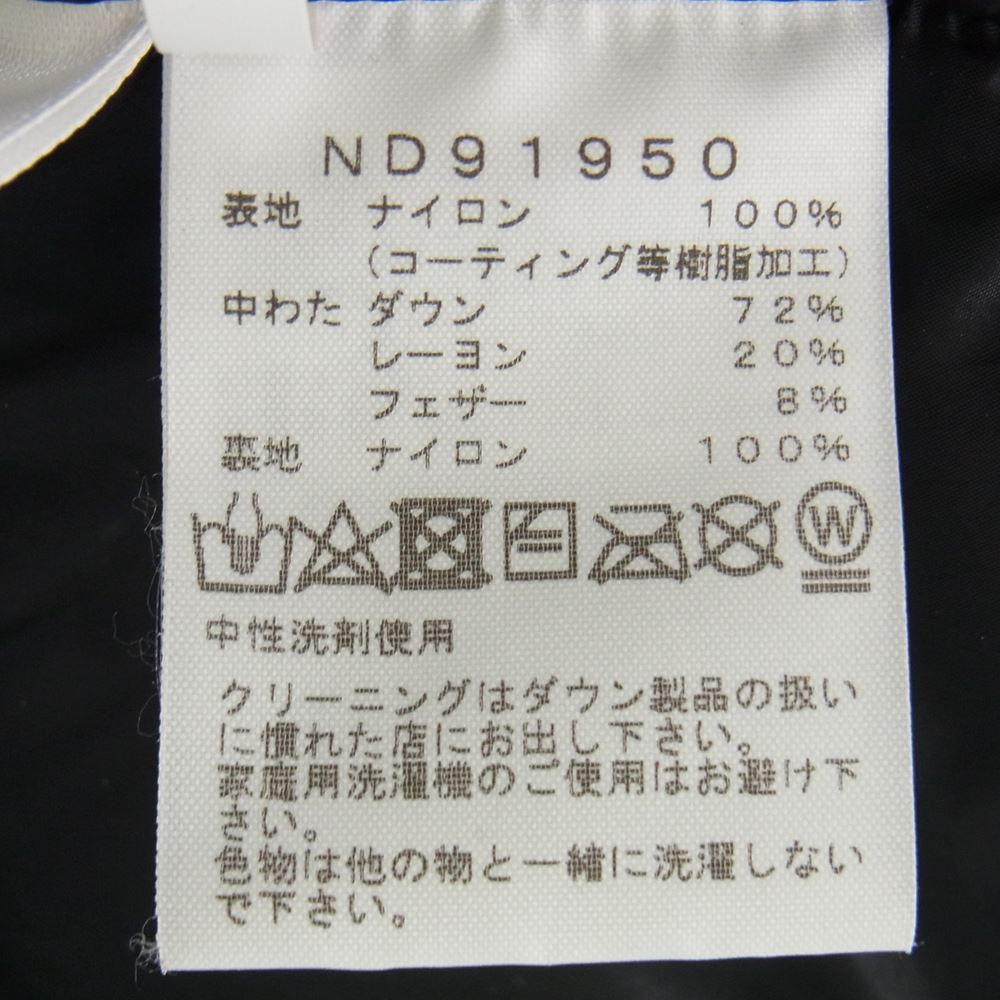 ND91950
表地 ナイロン 100%
(コーティング等樹脂加工)
中わた ダウン 72%
レーヨン 20%
フェザー 8%
裏地 ナイロン 100%
W
中性洗剤使用
クリーニングはダウン製品の扱い
に慣れた店にお出し下さい。
家庭用洗濯機のご使用はお避け下
さい。
色物は他の物と一緒に洗濯しない
で下さい。